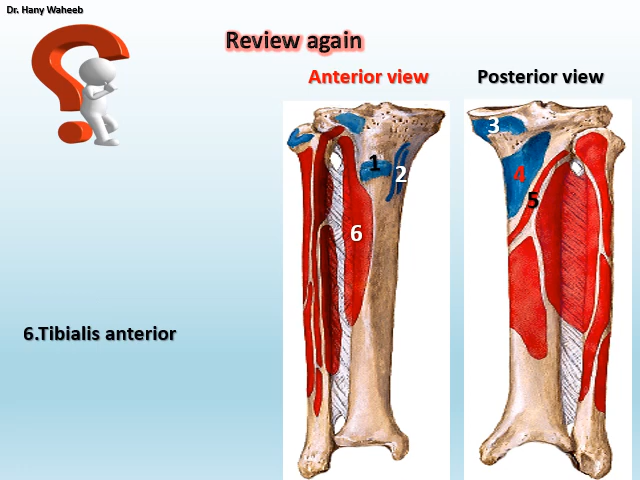 Dr. Hany Waheeb
Review again
Anterior view
Posterior view
3
1
2
4
5
6
6.Tibialis anterior